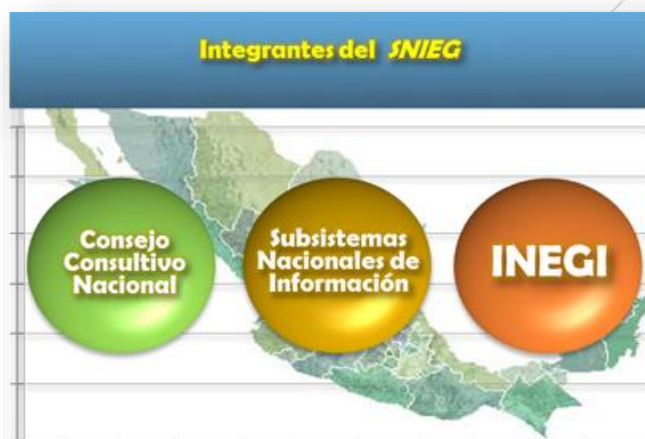 Integrantes del SNIEG
Consejo
Consultivo
Nacional
Subsistemas
Nacionales de
Información
INEGI